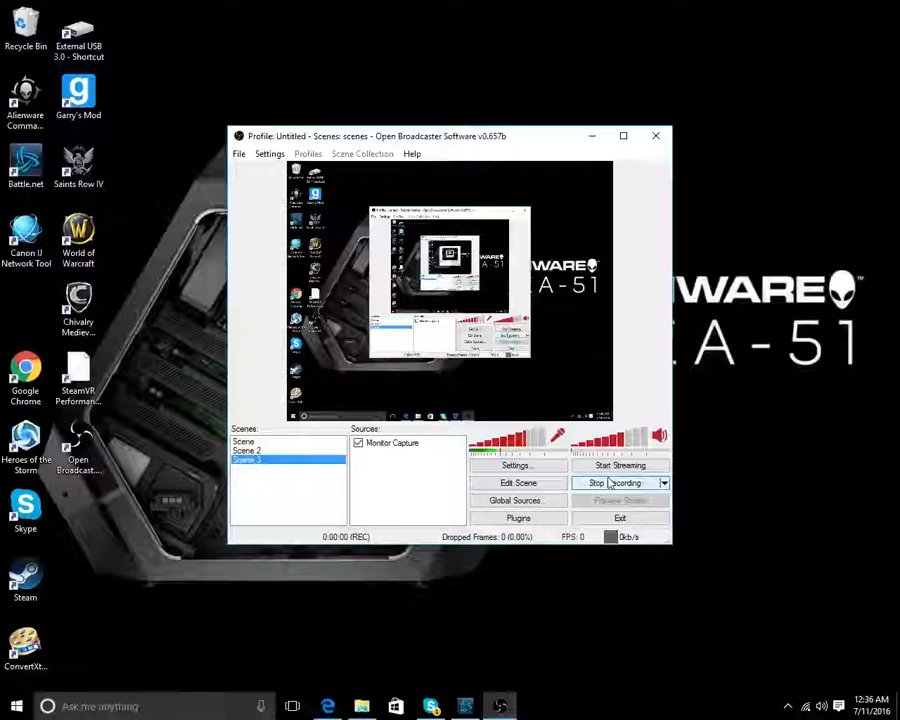 Recycle Bin
External USB
3.0 - Shortcut
Alienware
Comma...
Garry's Mod
Battle.net
Saints Row IV
Canon IJ
Network Tool
World of
Warcraft
Chivalry
Mediev...
Google
Chrome
SteamVR
Performan...
Heroes of the
Storm
Open
Broadcast...
Skype
Steam
ConvertXt...
Profile: Untitled - Scenes: scenes - Open Broadcaster Software v0.657b
File Settings Profiles Scene Collection Help
WARE
51
NWARE
EA-51
Scenes:
Scene
Scene 2
Scene 3
Sources:
Monitor Capture
Settings...
Start Streaming
Edit Scene
Stop Recording
Global Sources...
Preview Stream
Plugins
Exit
0:00:00 (REC)
Dropped Frames: 0 (0.00%)
FPS: 0
0kb/s
Ask me anything
12:36 AM
7/11/2016